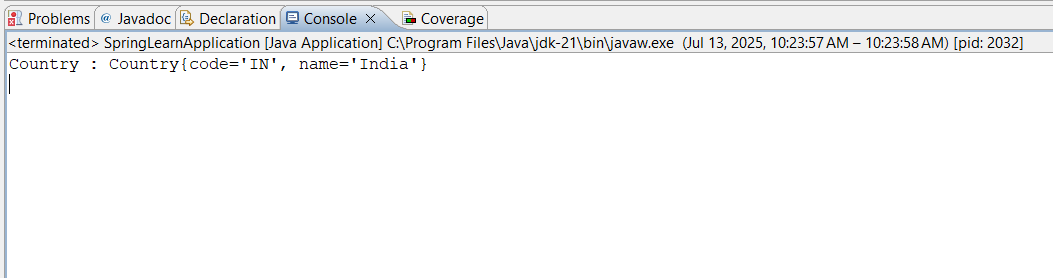 Problems @ Javadoc Declaration Console Coverage
<terminated> SpringLearnApplication [Java Application] C:\Program Files\Java\jdk-21\bin\javaw.exe (Jul 13, 2025, 10:23:57 AM – 10:23:58 AM) [pid: 2032]
Country : Country{code='IN', name='India'}